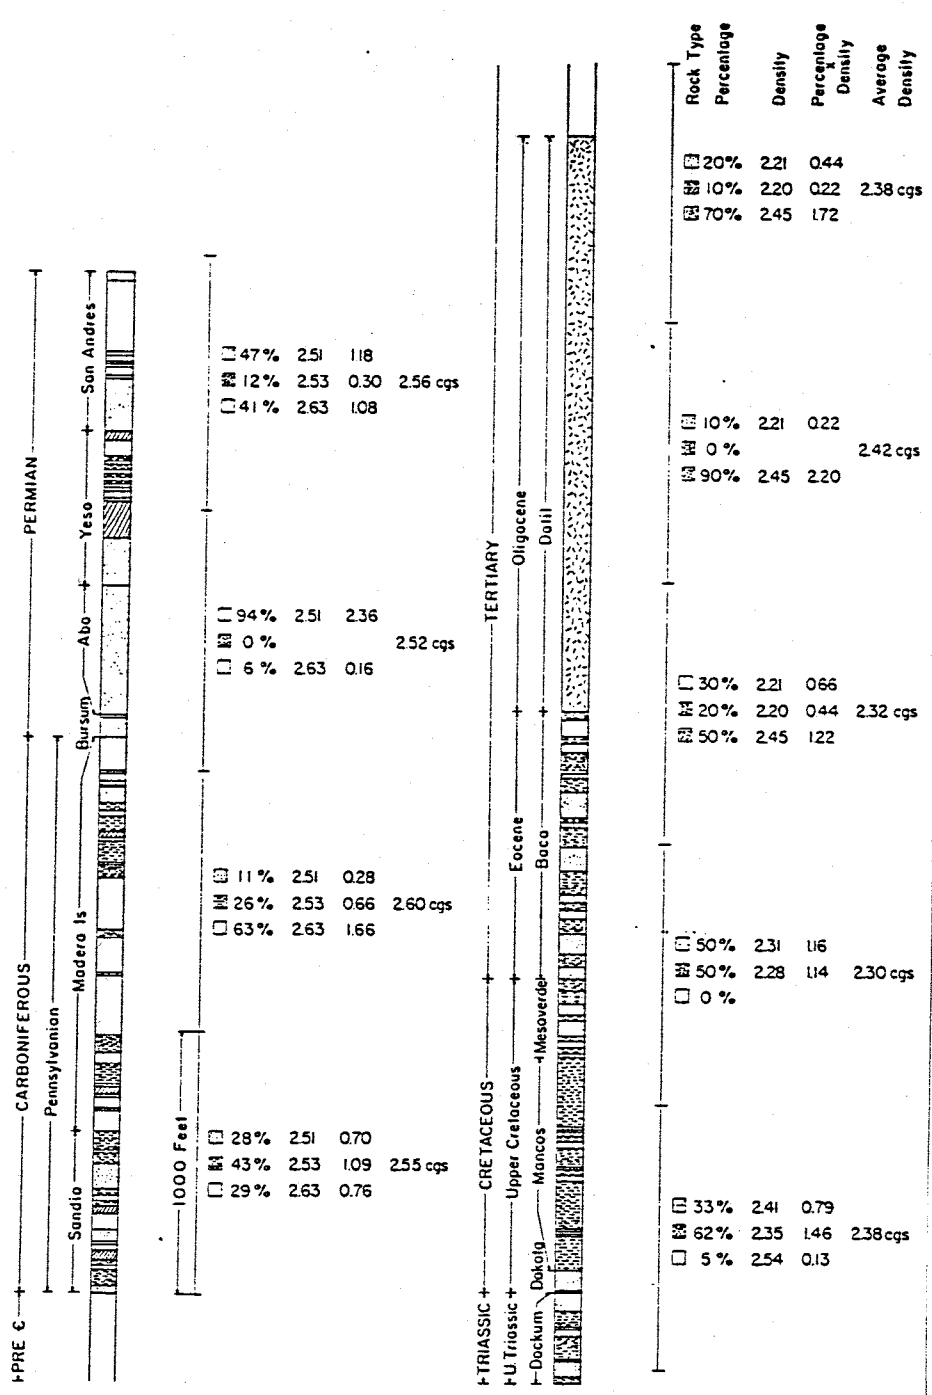 Rock Type
Percentage
Density
Percentage
x
Density
Average
Density
20% 2.21 0.44
10% 2.20 0.22 2.38 cgs
70% 2.45 1.72
10% 2.21 0.22
0 % 2.42 cgs
90% 2.45 2.20
30% 2.21 0.66
20% 2.20 0.44 2.32 cgs
50% 2.45 1.22
50% 2.31 1.16
50% 2.28 1.14 2.30 cgs
0 %
33% 2.41 0.79
62% 2.35 1.46 2.38 cgs
5 % 2.54 0.13
TERTIARY
Oligocene
Datil
Eocene
Baca
CRETACEOUS
Upper Cretaceous
Mesaverde
Mancos
Dakota
TRIASSIC
U. Triassic
Dockum
47% 2.51 1.18
12% 2.53 0.30 2.56 cgs
41% 2.63 1.08
94% 2.51 2.36
0 % 2.52 cgs
6 % 2.63 0.16
11 % 2.51 0.28
26% 2.53 0.66 2.60 cgs
63% 2.63 1.66
28% 2.51 0.70
43% 2.53 1.09 2.55 cgs
29% 2.63 0.76
1000 Feet
PERMIAN
San Andres
Yeso
Abo
Bursum
CARBONIFEROUS
Pennsylvanian
Madera ls
Sandia
PRE Є